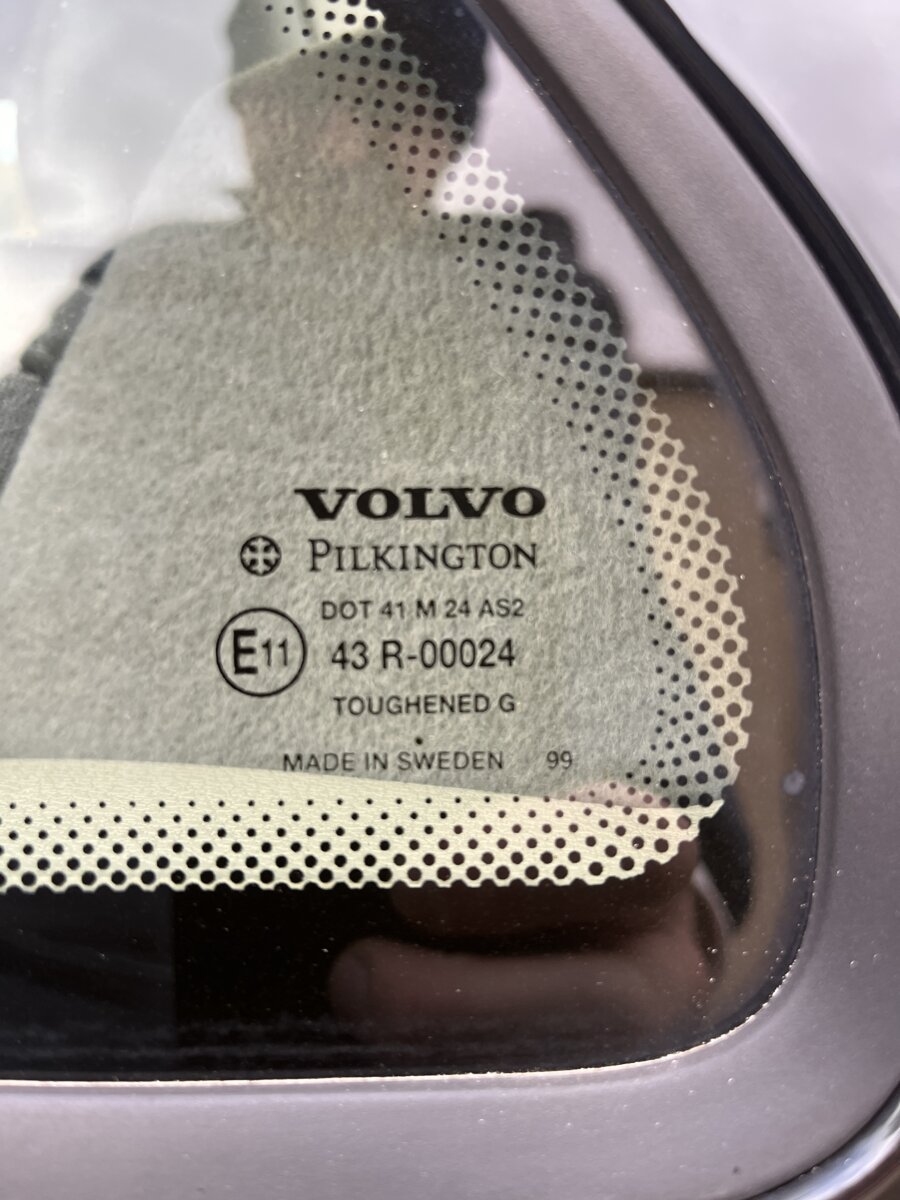 VOLVO
PILKINGTON
DOT 41 M 24 AS2
E11 43 R-00024
TOUGHENED G
MADE IN SWEDEN 99